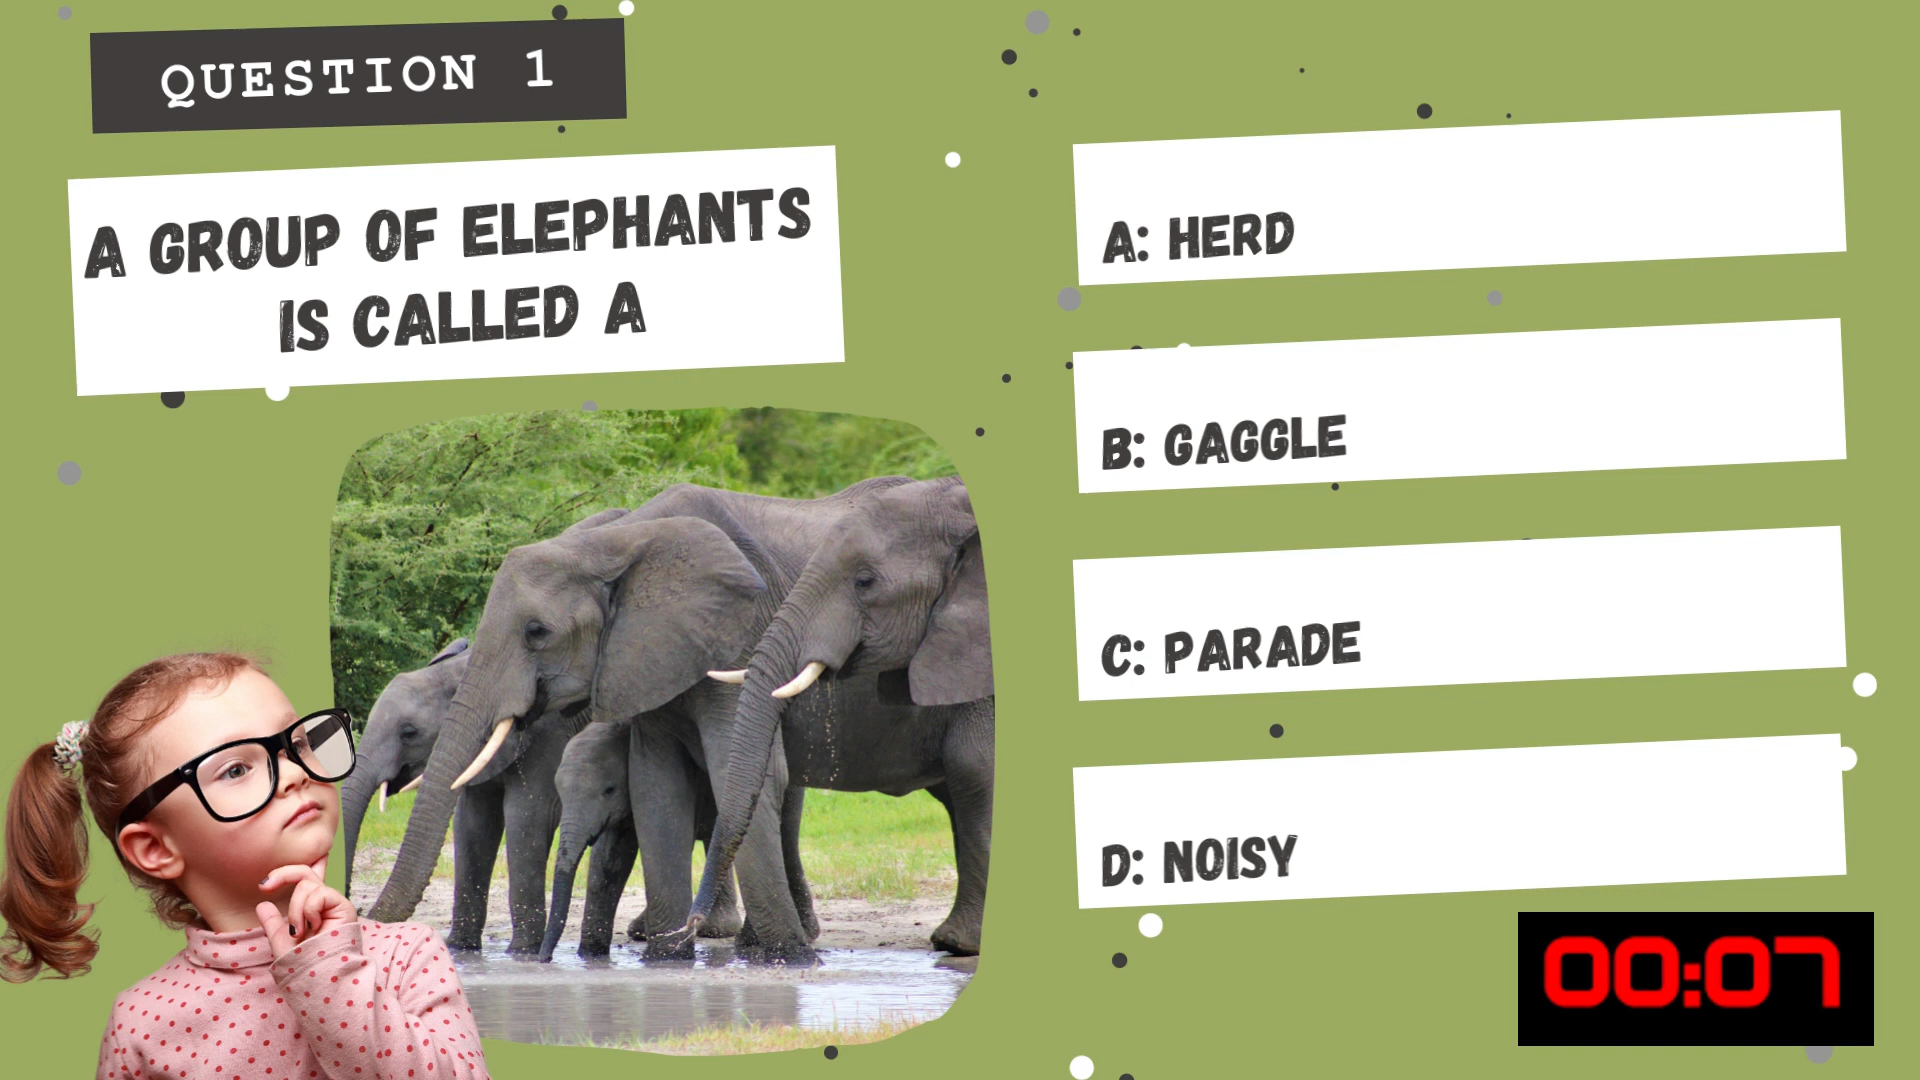 QUESTION 1
A GROUP OF ELEPHANTS
IS CALLED A
A: HERD
B: GAGGLE
C: PARADE
D: NOISY
00:07